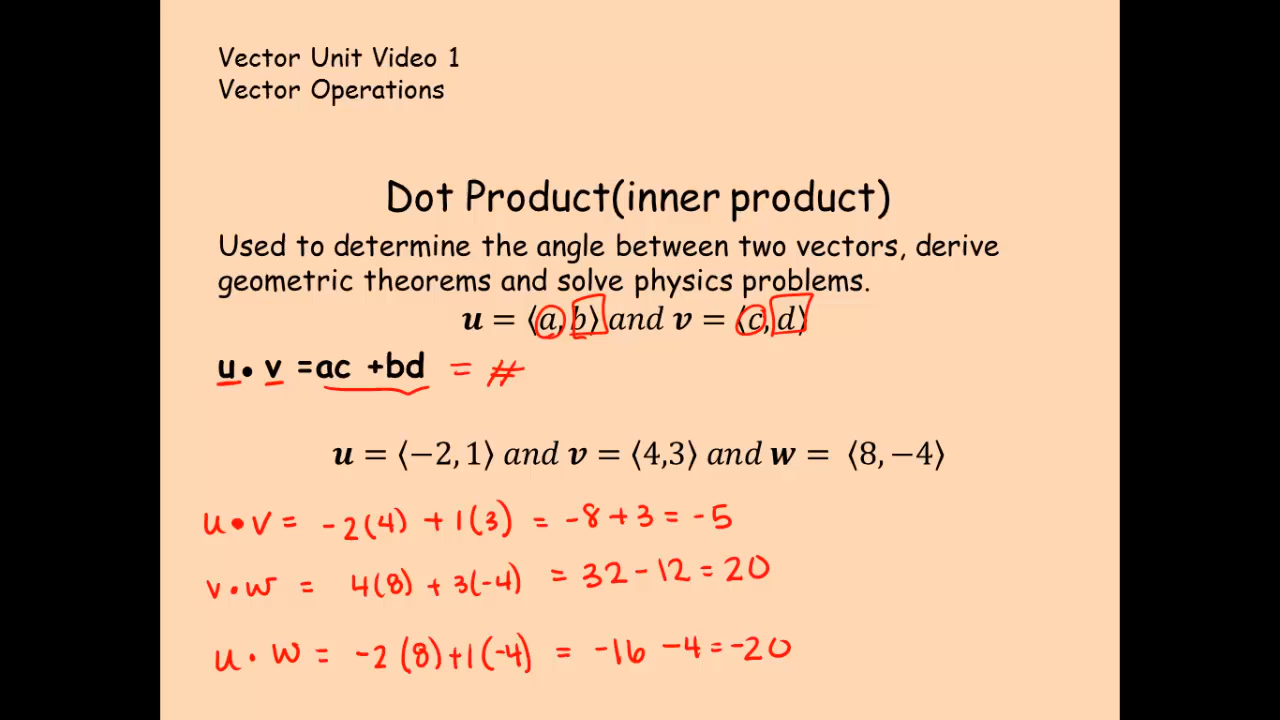 Vector Unit Video 1
Vector Operations
Dot Product(inner product)
Used to determine the angle between two vectors, derive
geometric theorems and solve physics problems.
u = ⟨a, b⟩ and v = ⟨c, d⟩
u • v =ac +bd = #
u = ⟨−2, 1⟩ and v = ⟨4,3⟩ and w = ⟨8, −4⟩
u • v = -2(4) + 1(3) = -8 + 3 = -5
v • w = 4(8) + 3(-4) = 32 - 12 = 20
u • w = -2(8)+1(-4) = -16 -4 = -20